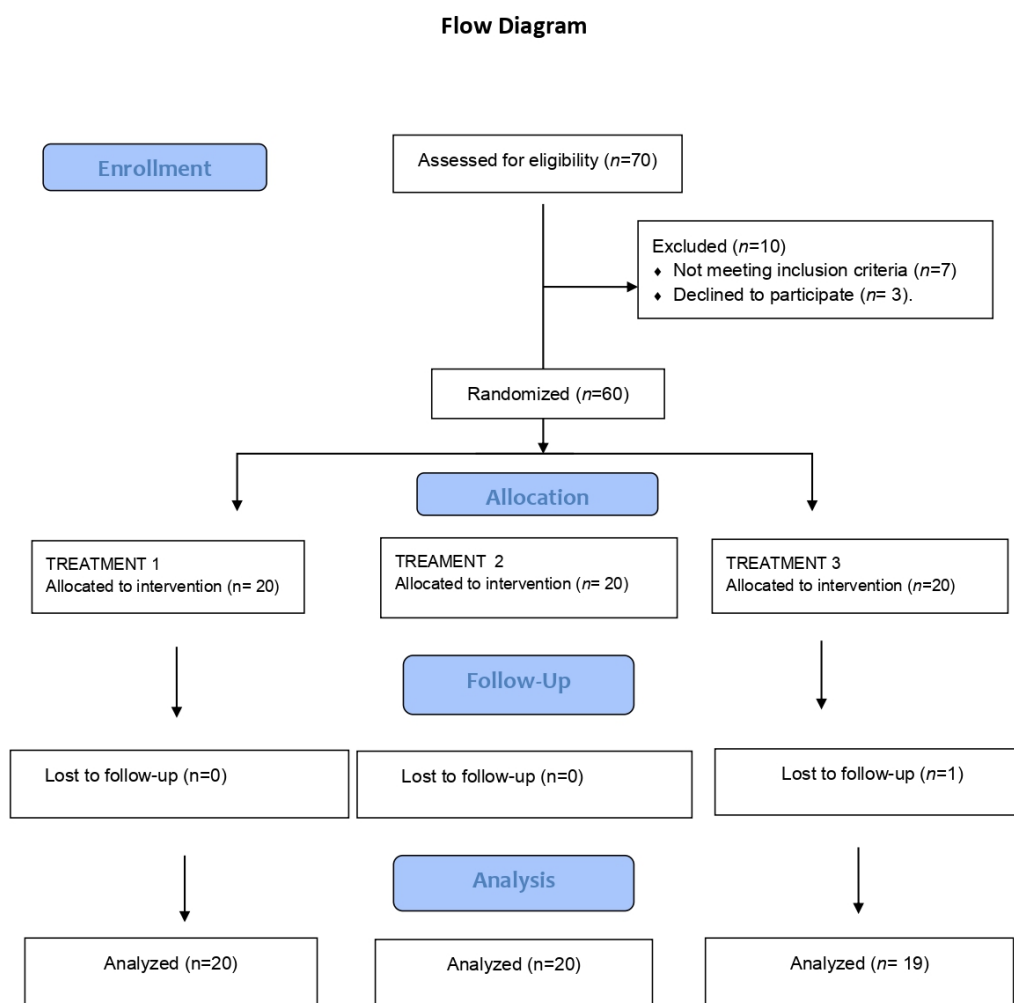 Flow Diagram
Enrollment
Assessed for eligibility (n=70)
Excluded (n=10)
♦ Not meeting inclusion criteria (n=7)
♦ Declined to participate (n= 3).
Randomized (n=60)
Allocation
TREATMENT 1
Allocated to intervention (n= 20)
TREAMENT 2
Allocated to intervention (n= 20)
TREATMENT 3
Allocated to intervention (n=20)
Follow-Up
Lost to follow-up (n=0)
Lost to follow-up (n=0)
Lost to follow-up (n=1)
Analysis
Analyzed (n=20)
Analyzed (n=20)
Analyzed (n= 19)